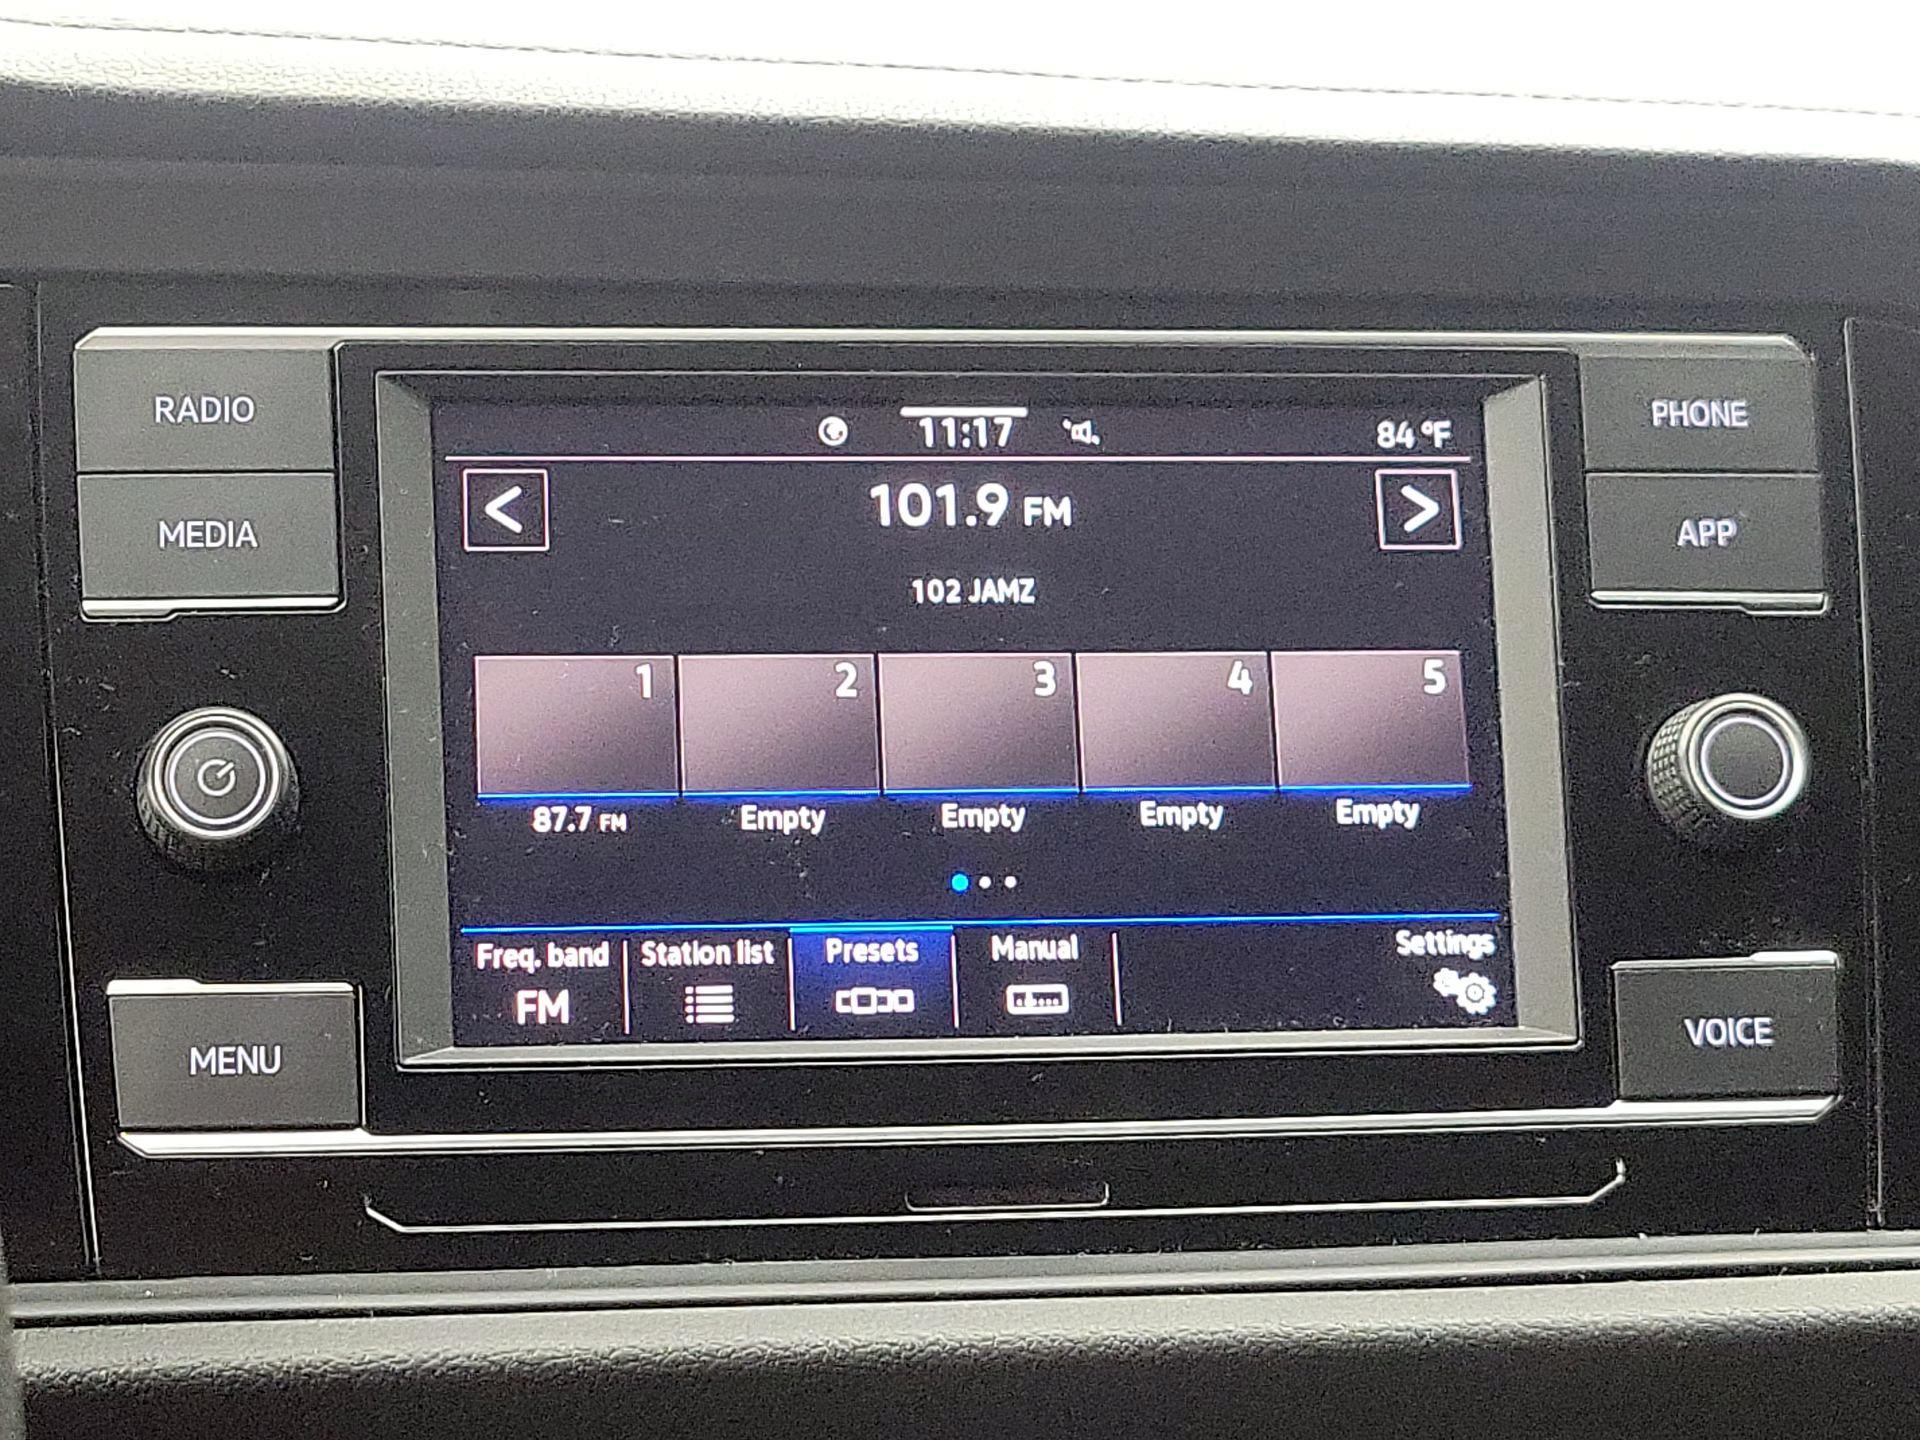 RADIO
MEDIA
MENU
11:17
84 °F
< 101.9 FM >
102 JAMZ
1 2 3 4 5
87.7 FM Empty Empty Empty Empty
Freq. band Station list Presets Manual Settings
FM
PHONE
APP
VOICE